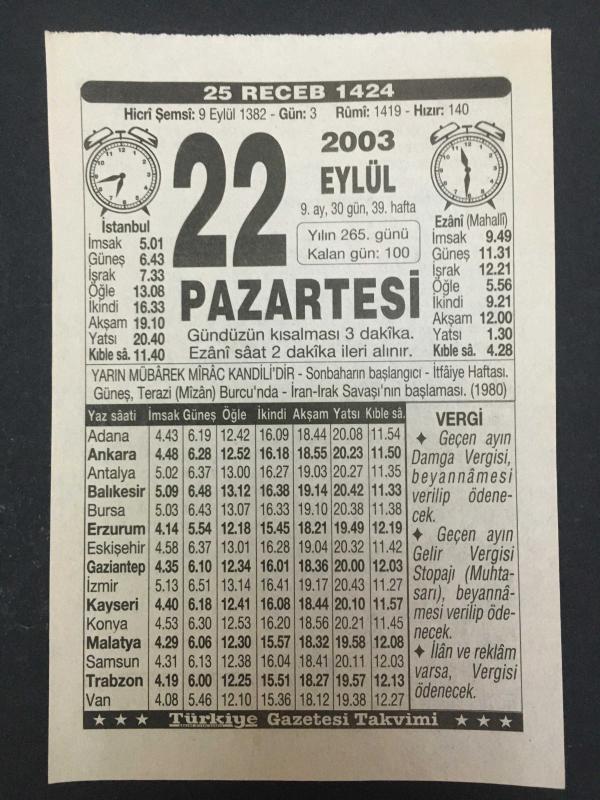 25 RECEB 1424
Hicrî Şemsî: 9 Eylül 1382 - Gün: 3 Rûmî: 1419 - Hızır: 140
22
2003
EYLÜL
9. ay, 30 gün, 39. hafta
Yılın 265. günü
Kalan gün: 100
PAZARTESİ
Gündüzün kısalması 3 dakîka.
Ezânî sâat 2 dakîka ileri alınır.
İstanbul
İmsak 5.01
Güneş 6.43
İşrak 7.33
Öğle 13.08
İkindi 16.33
Akşam 19.10
Yatsı 20.40
Kıble sâ. 11.40
Ezânî (Mahallî)
İmsak 9.49
Güneş 11.31
İşrak 12.21
Öğle 5.56
İkindi 9.21
Akşam 12.00
Yatsı 1.30
Kıble sâ. 4.28
YARIN MÜBÂREK MÎRÂC KANDİLİ'DİR - Sonbaharın başlangıcı - İtfâiye Haftası.
Güneş, Terazi (Mîzân) Burcu'nda - İran-Irak Savaşı'nın başlaması. (1980)
Yaz sâati İmsak Güneş Öğle İkindi Akşam Yatsı Kıble sâ.
Adana 4.43 6.19 12.42 16.09 18.44 20.08 11.54
Ankara 4.48 6.28 12.52 16.18 18.55 20.23 11.50
Antalya 5.02 6.37 13.00 16.27 19.03 20.27 11.35
Balıkesir 5.09 6.48 13.12 16.38 19.14 20.42 11.33
Bursa 5.03 6.43 13.07 16.33 19.10 20.38 11.38
Erzurum 4.14 5.54 12.18 15.45 18.21 19.49 12.19
Eskişehir 4.58 6.37 13.01 16.28 19.04 20.32 11.42
Gaziantep 4.35 6.10 12.34 16.01 18.36 20.00 12.03
İzmir 5.13 6.51 13.14 16.41 19.17 20.43 11.27
Kayseri 4.40 6.18 12.41 16.08 18.44 20.10 11.57
Konya 4.53 6.30 12.53 16.20 18.56 20.21 11.45
Malatya 4.29 6.06 12.30 15.57 18.32 19.58 12.08
Samsun 4.31 6.13 12.38 16.04 18.41 20.11 12.03
Trabzon 4.19 6.00 12.25 15.51 18.27 19.57 12.13
Van 4.08 5.46 12.10 15.36 18.12 19.38 12.27
VERGİ
✦ Geçen ayın
Damga Vergisi,
beyannâmesi
verilip ödene-
cek.
✦ Geçen ayın
Gelir Vergisi
Stopajı (Muhta-
sarı), beyannâ-
mesi verilip öde-
necek.
✦ İlân ve reklâm
varsa, Vergisi
ödenecek.
★ ★ ★ Türkiye Gazetesi Takvimi ★ ★ ★